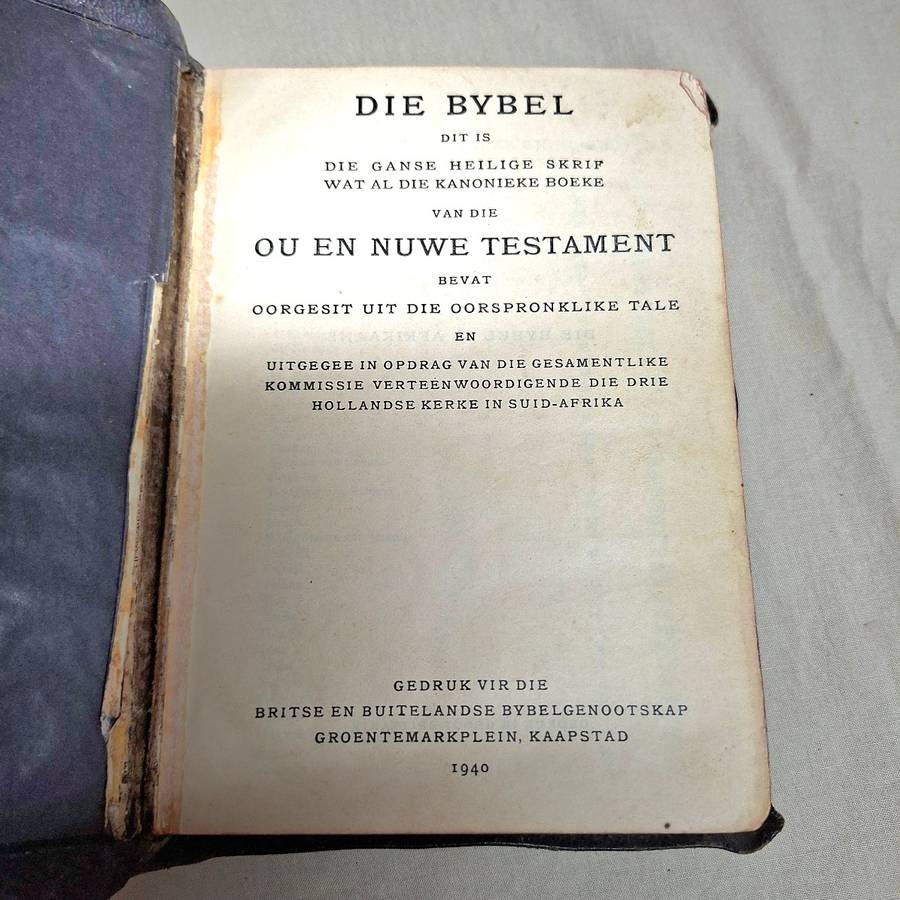 DIE BYBEL
DIT IS
DIE GANSE HEILIGE SKRIF
WAT AL DIE KANONIEKE BOEKE
VAN DIE
OU EN NUWE TESTAMENT
BEVAT
OORGESIT UIT DIE OORSPRONKLIKE TALE
EN
UITGEGEE IN OPDRAG VAN DIE GESAMENTLIKE
KOMMISSIE VERTEENWOORDIGENDE DIE DRIE
HOLLANDSE KERKE IN SUID-AFRIKA
GEDRUK VIR DIE
BRITSE EN BUITELANDSE BYBELGENOOTSKAP
GROENTEMARKPLEIN, KAAPSTAD
1940